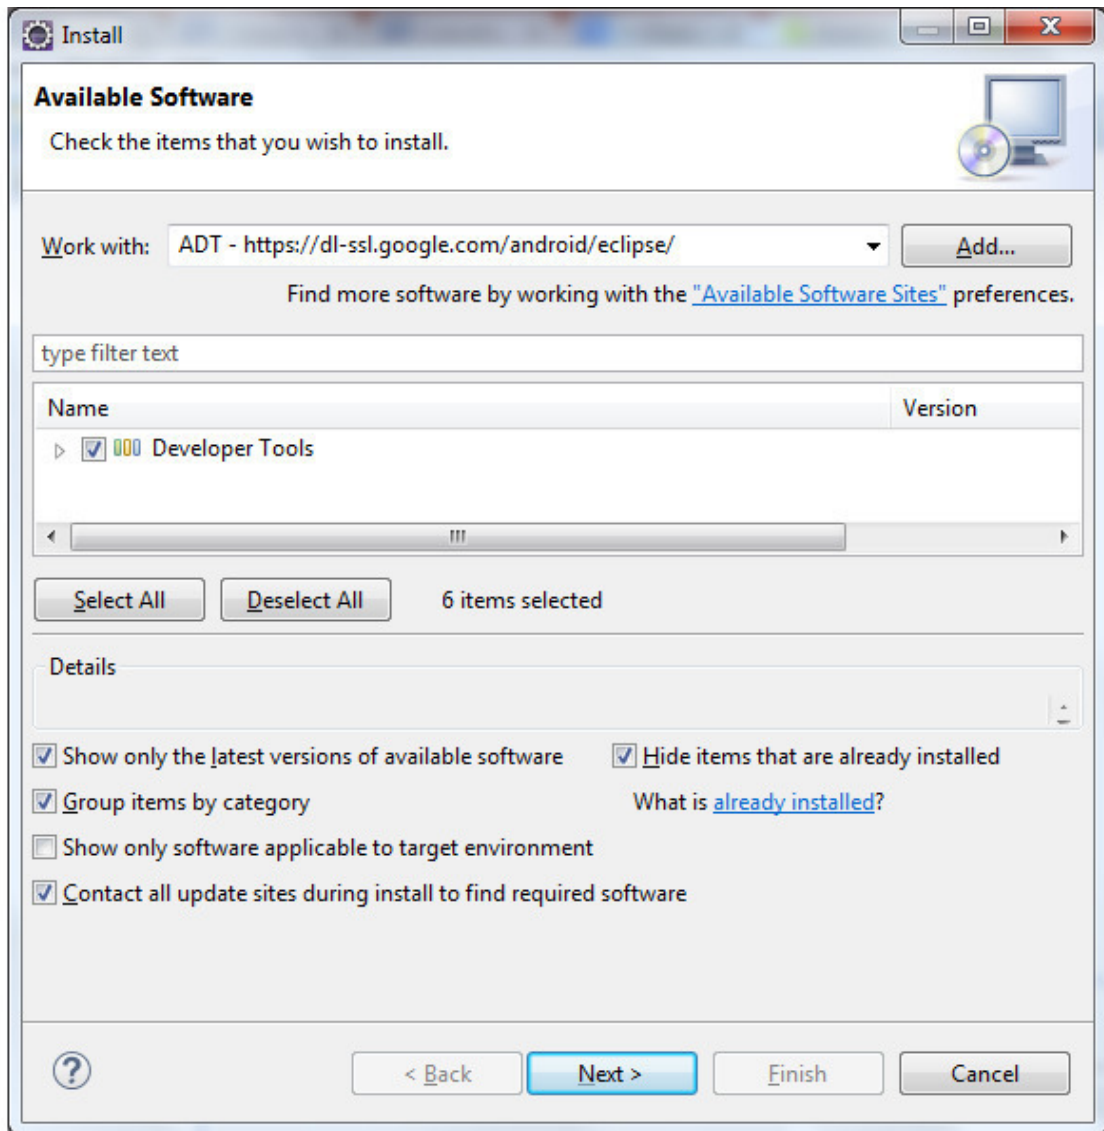 Install
Available Software
Check the items that you wish to install.
Work with: ADT - https://dl-ssl.google.com/android/eclipse/ Add...
Find more software by working with the "Available Software Sites" preferences.
type filter text
Name Version
Developer Tools
Select All Deselect All 6 items selected
Details
Show only the latest versions of available software Hide items that are already installed
Group items by category What is already installed?
Show only software applicable to target environment
Contact all update sites during install to find required software
? < Back Next > Finish Cancel